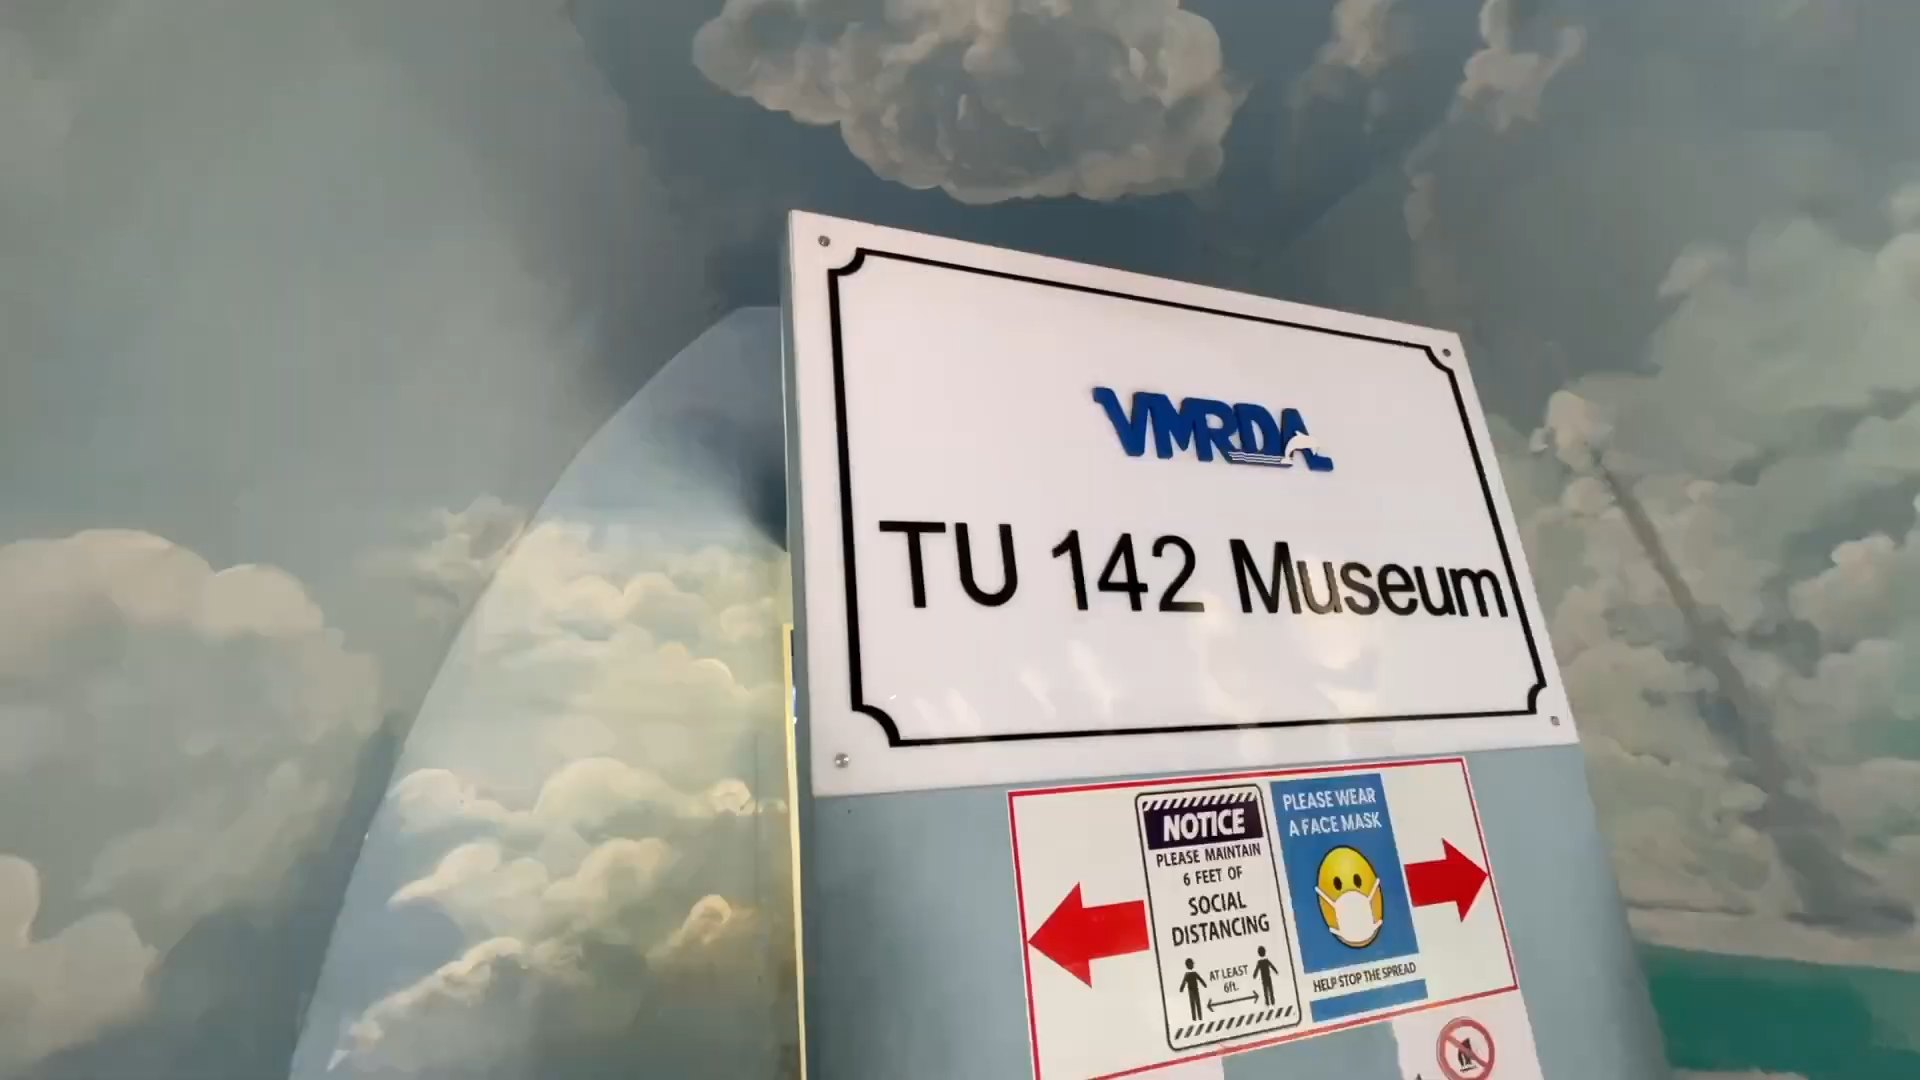 VMRDA
TU 142 Museum
NOTICE
PLEASE MAINTAIN
6 FEET OF
SOCIAL
DISTANCING
AT LEAST
6ft.
PLEASE WEAR
A FACE MASK
HELP STOP THE SPREAD